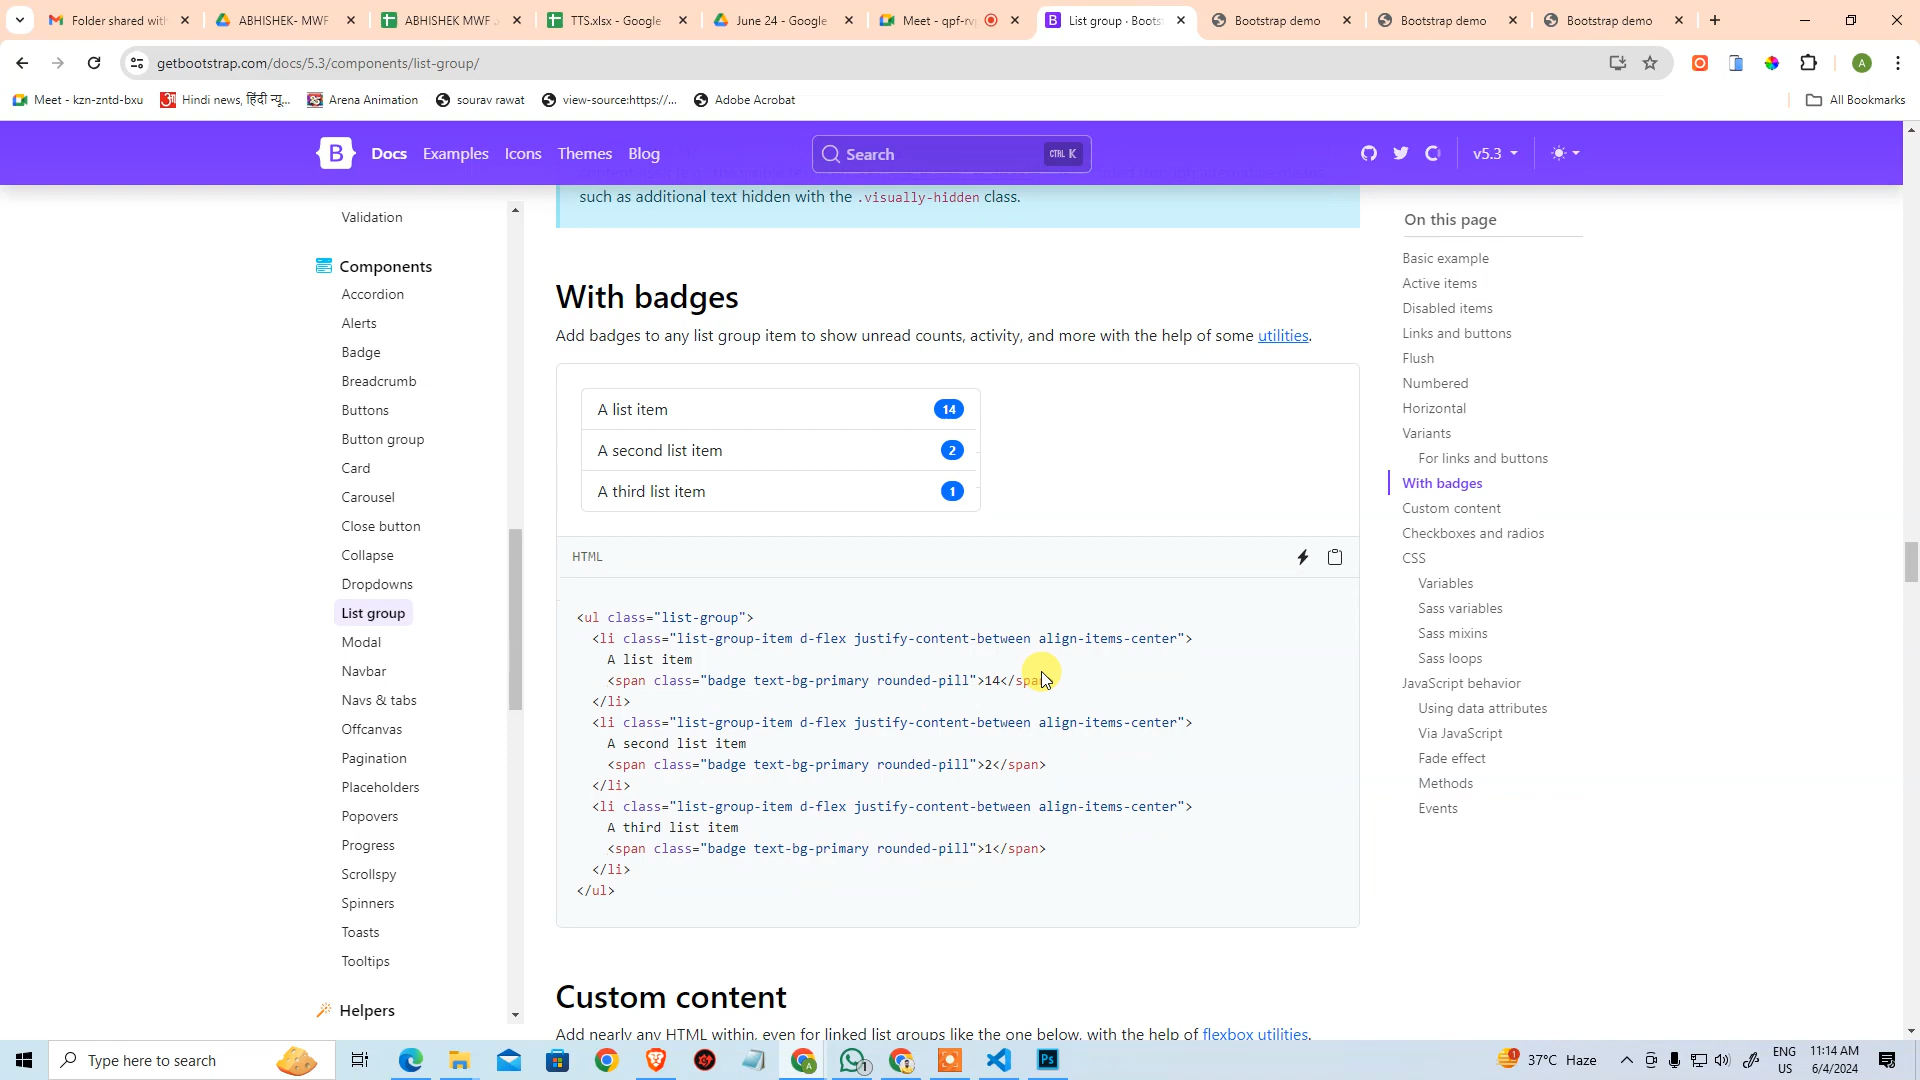 Folder shared with
ABHISHEK- MWF
ABHISHEK MWF
TTS.xlsx - Google
June 24 - Google
Meet - qpf-rv
List group · Boots
Bootstrap demo
Bootstrap demo
Bootstrap demo
getbootstrap.com/docs/5.3/components/list-group/
A
Meet - kzn-zntd-bxu
Hindi news, हिंदी न्यू...
Arena Animation
sourav rawat
view-source:https://...
Adobe Acrobat
All Bookmarks
B
Docs
Examples
Icons
Themes
Blog
Search
CTRL K
v5.3
such as additional text hidden with the .visually-hidden class.
Validation
Components
Accordion
Alerts
Badge
Breadcrumb
Buttons
Button group
Card
Carousel
Close button
Collapse
Dropdowns
List group
Modal
Navbar
Navs & tabs
Offcanvas
Pagination
Placeholders
Popovers
Progress
Scrollspy
Spinners
Toasts
Tooltips
Helpers
With badges
Add badges to any list group item to show unread counts, activity, and more with the help of some utilities.
A list item 14
A second list item 2
A third list item 1
HTML
<ul class="list-group">
<li class="list-group-item d-flex justify-content-between align-items-center">
A list item
<span class="badge text-bg-primary rounded-pill">14</span>
</li>
<li class="list-group-item d-flex justify-content-between align-items-center">
A second list item
<span class="badge text-bg-primary rounded-pill">2</span>
</li>
<li class="list-group-item d-flex justify-content-between align-items-center">
A third list item
<span class="badge text-bg-primary rounded-pill">1</span>
</li>
</ul>
Custom content
Add nearly any HTML within, even for linked list groups like the one below, with the help of flexbox utilities.
On this page
Basic example
Active items
Disabled items
Links and buttons
Flush
Numbered
Horizontal
Variants
For links and buttons
With badges
Custom content
Checkboxes and radios
CSS
Variables
Sass variables
Sass mixins
Sass loops
JavaScript behavior
Using data attributes
Via JavaScript
Fade effect
Methods
Events
Type here to search
A
1
Ps
1
37°C Haze
ENG
US
11:14 AM
6/4/2024